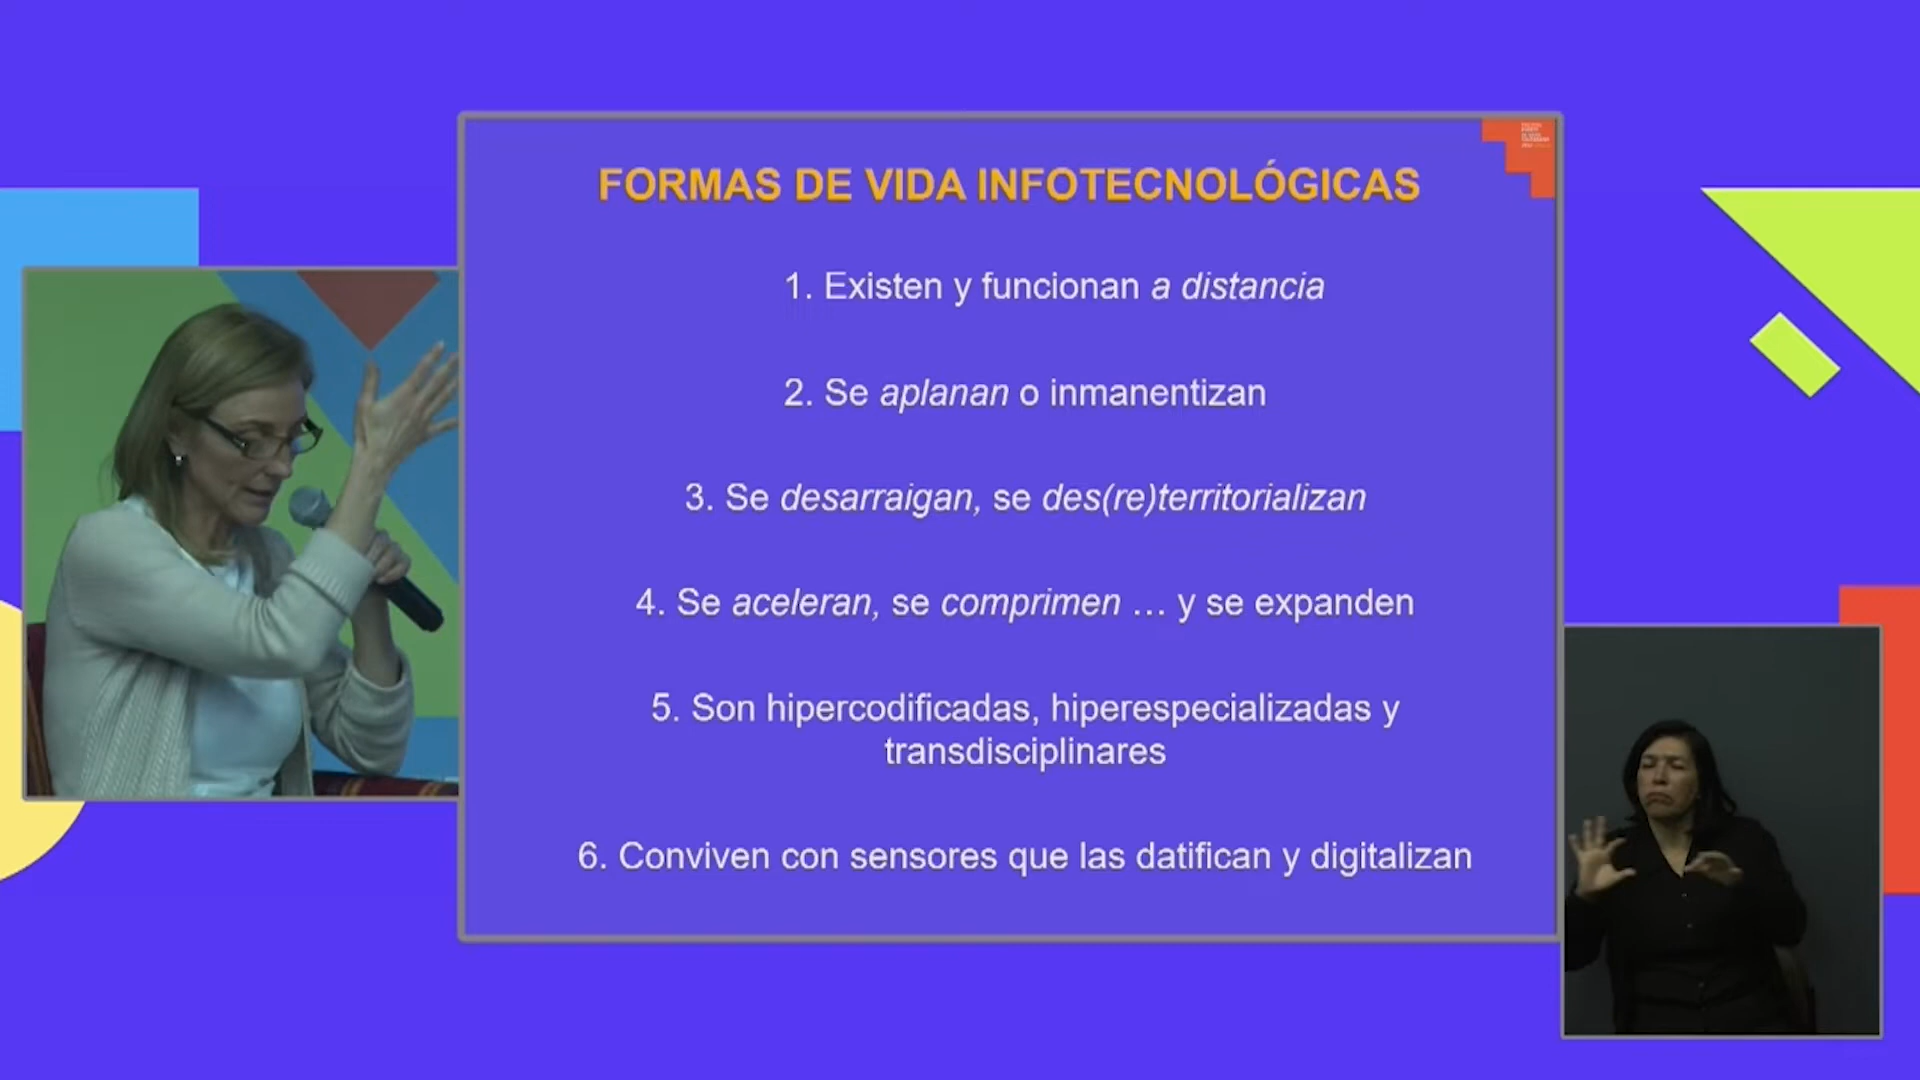 FORMAS DE VIDA INFOTECNOLÓGICAS
1. Existen y funcionan a distancia
2. Se aplanan o inmanentizan
3. Se desarraigan, se des(re)territorializan
4. Se aceleran, se comprimen … y se expanden
5. Son hipercodificadas, hiperespecializadas y
transdisciplinares
6. Conviven con sensores que las datifican y digitalizan